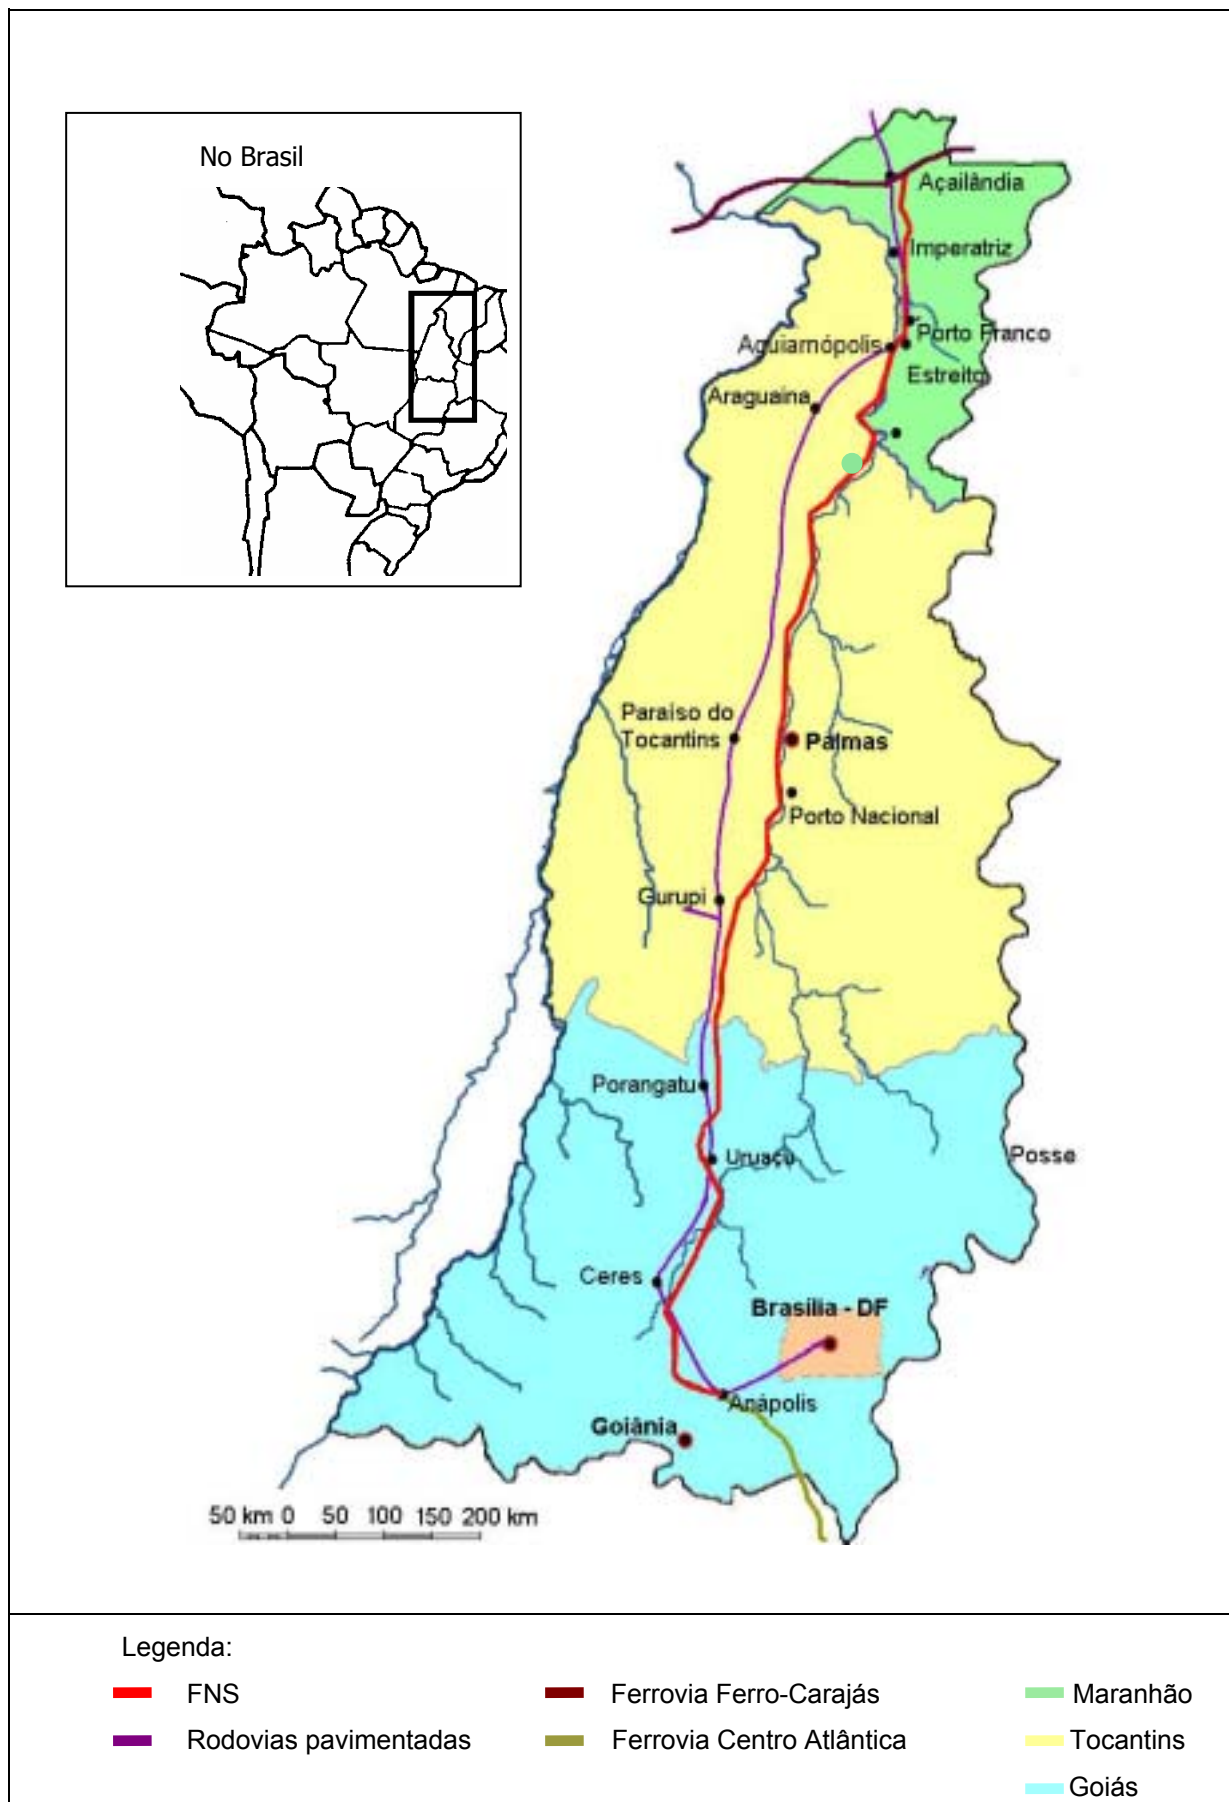 No Brasil
Açailândia
Imperatriz
Porto Franco
Aguiarnópolis
Estreito
Araguaina
Paraiso do
Tocantins
Palmas
Porto Nacional
Gurupi
Porangatu
Uruaçu
Posse
Ceres
Brasília - DF
Anápolis
Goiânia
50 km 0 50 100 150 200 km
Legenda:
FNS
Ferrovia Ferro-Carajás
Maranhão
Rodovias pavimentadas
Ferrovia Centro Atlântica
Tocantins
Goiás